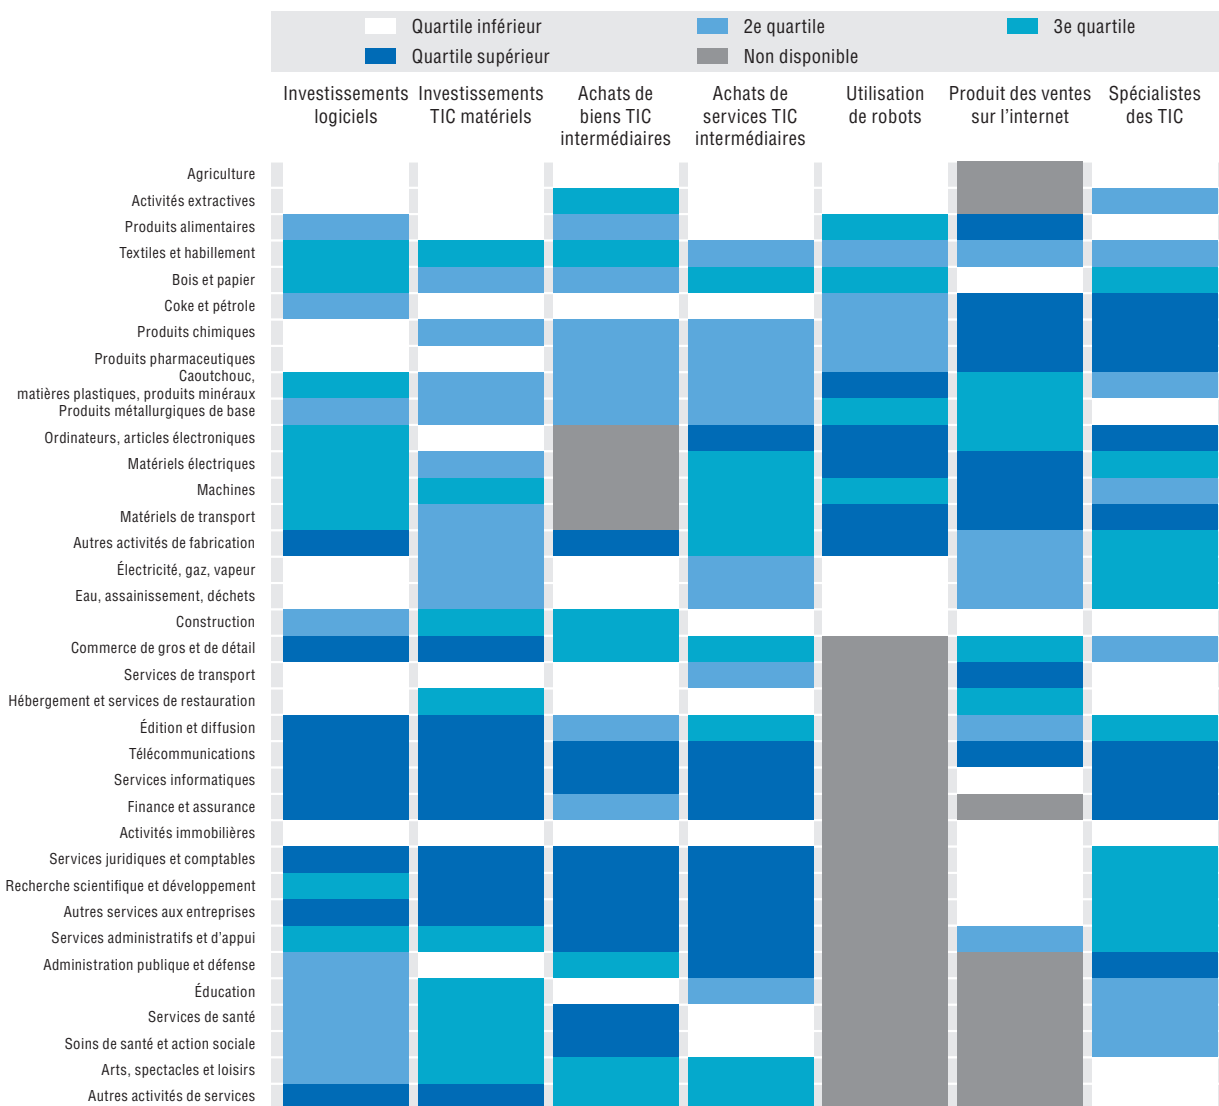 Quartile inférieur
2e quartile
3e quartile
Quartile supérieur
Non disponible
Investissements
logiciels
Investissements
TIC matériels
Achats de
biens TIC
intermédiaires
Achats de
services TIC
intermédiaires
Utilisation
de robots
Produit des ventes
sur l'internet
Spécialistes
des TIC
Agriculture
Activités extractives
Produits alimentaires
Textiles et habillement
Bois et papier
Coke et pétrole
Produits chimiques
Produits pharmaceutiques
Caoutchouc,
matières plastiques, produits minéraux
Produits métallurgiques de base
Ordinateurs, articles électroniques
Matériels électriques
Machines
Matériels de transport
Autres activités de fabrication
Électricité, gaz, vapeur
Eau, assainissement, déchets
Construction
Commerce de gros et de détail
Services de transport
Hébergement et services de restauration
Édition et diffusion
Télécommunications
Services informatiques
Finance et assurance
Activités immobilières
Services juridiques et comptables
Recherche scientifique et développement
Autres services aux entreprises
Services administratifs et d'appui
Administration publique et défense
Éducation
Services de santé
Soins de santé et action sociale
Arts, spectacles et loisirs
Autres activités de services